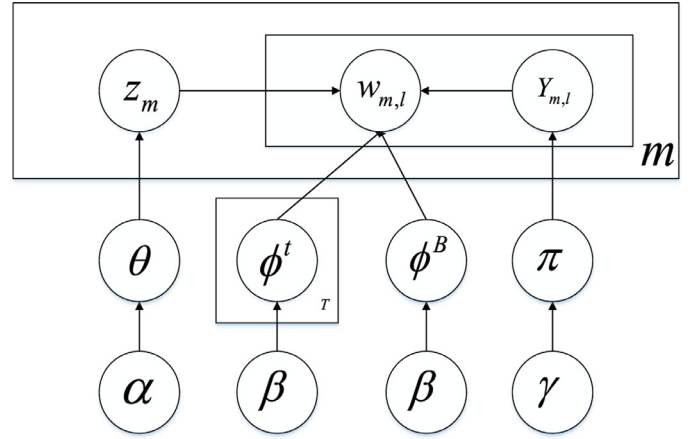 z_m w_{m,l} Y_{m,l}
m
θ ϕ^t ϕ^B π
T
α β β γ